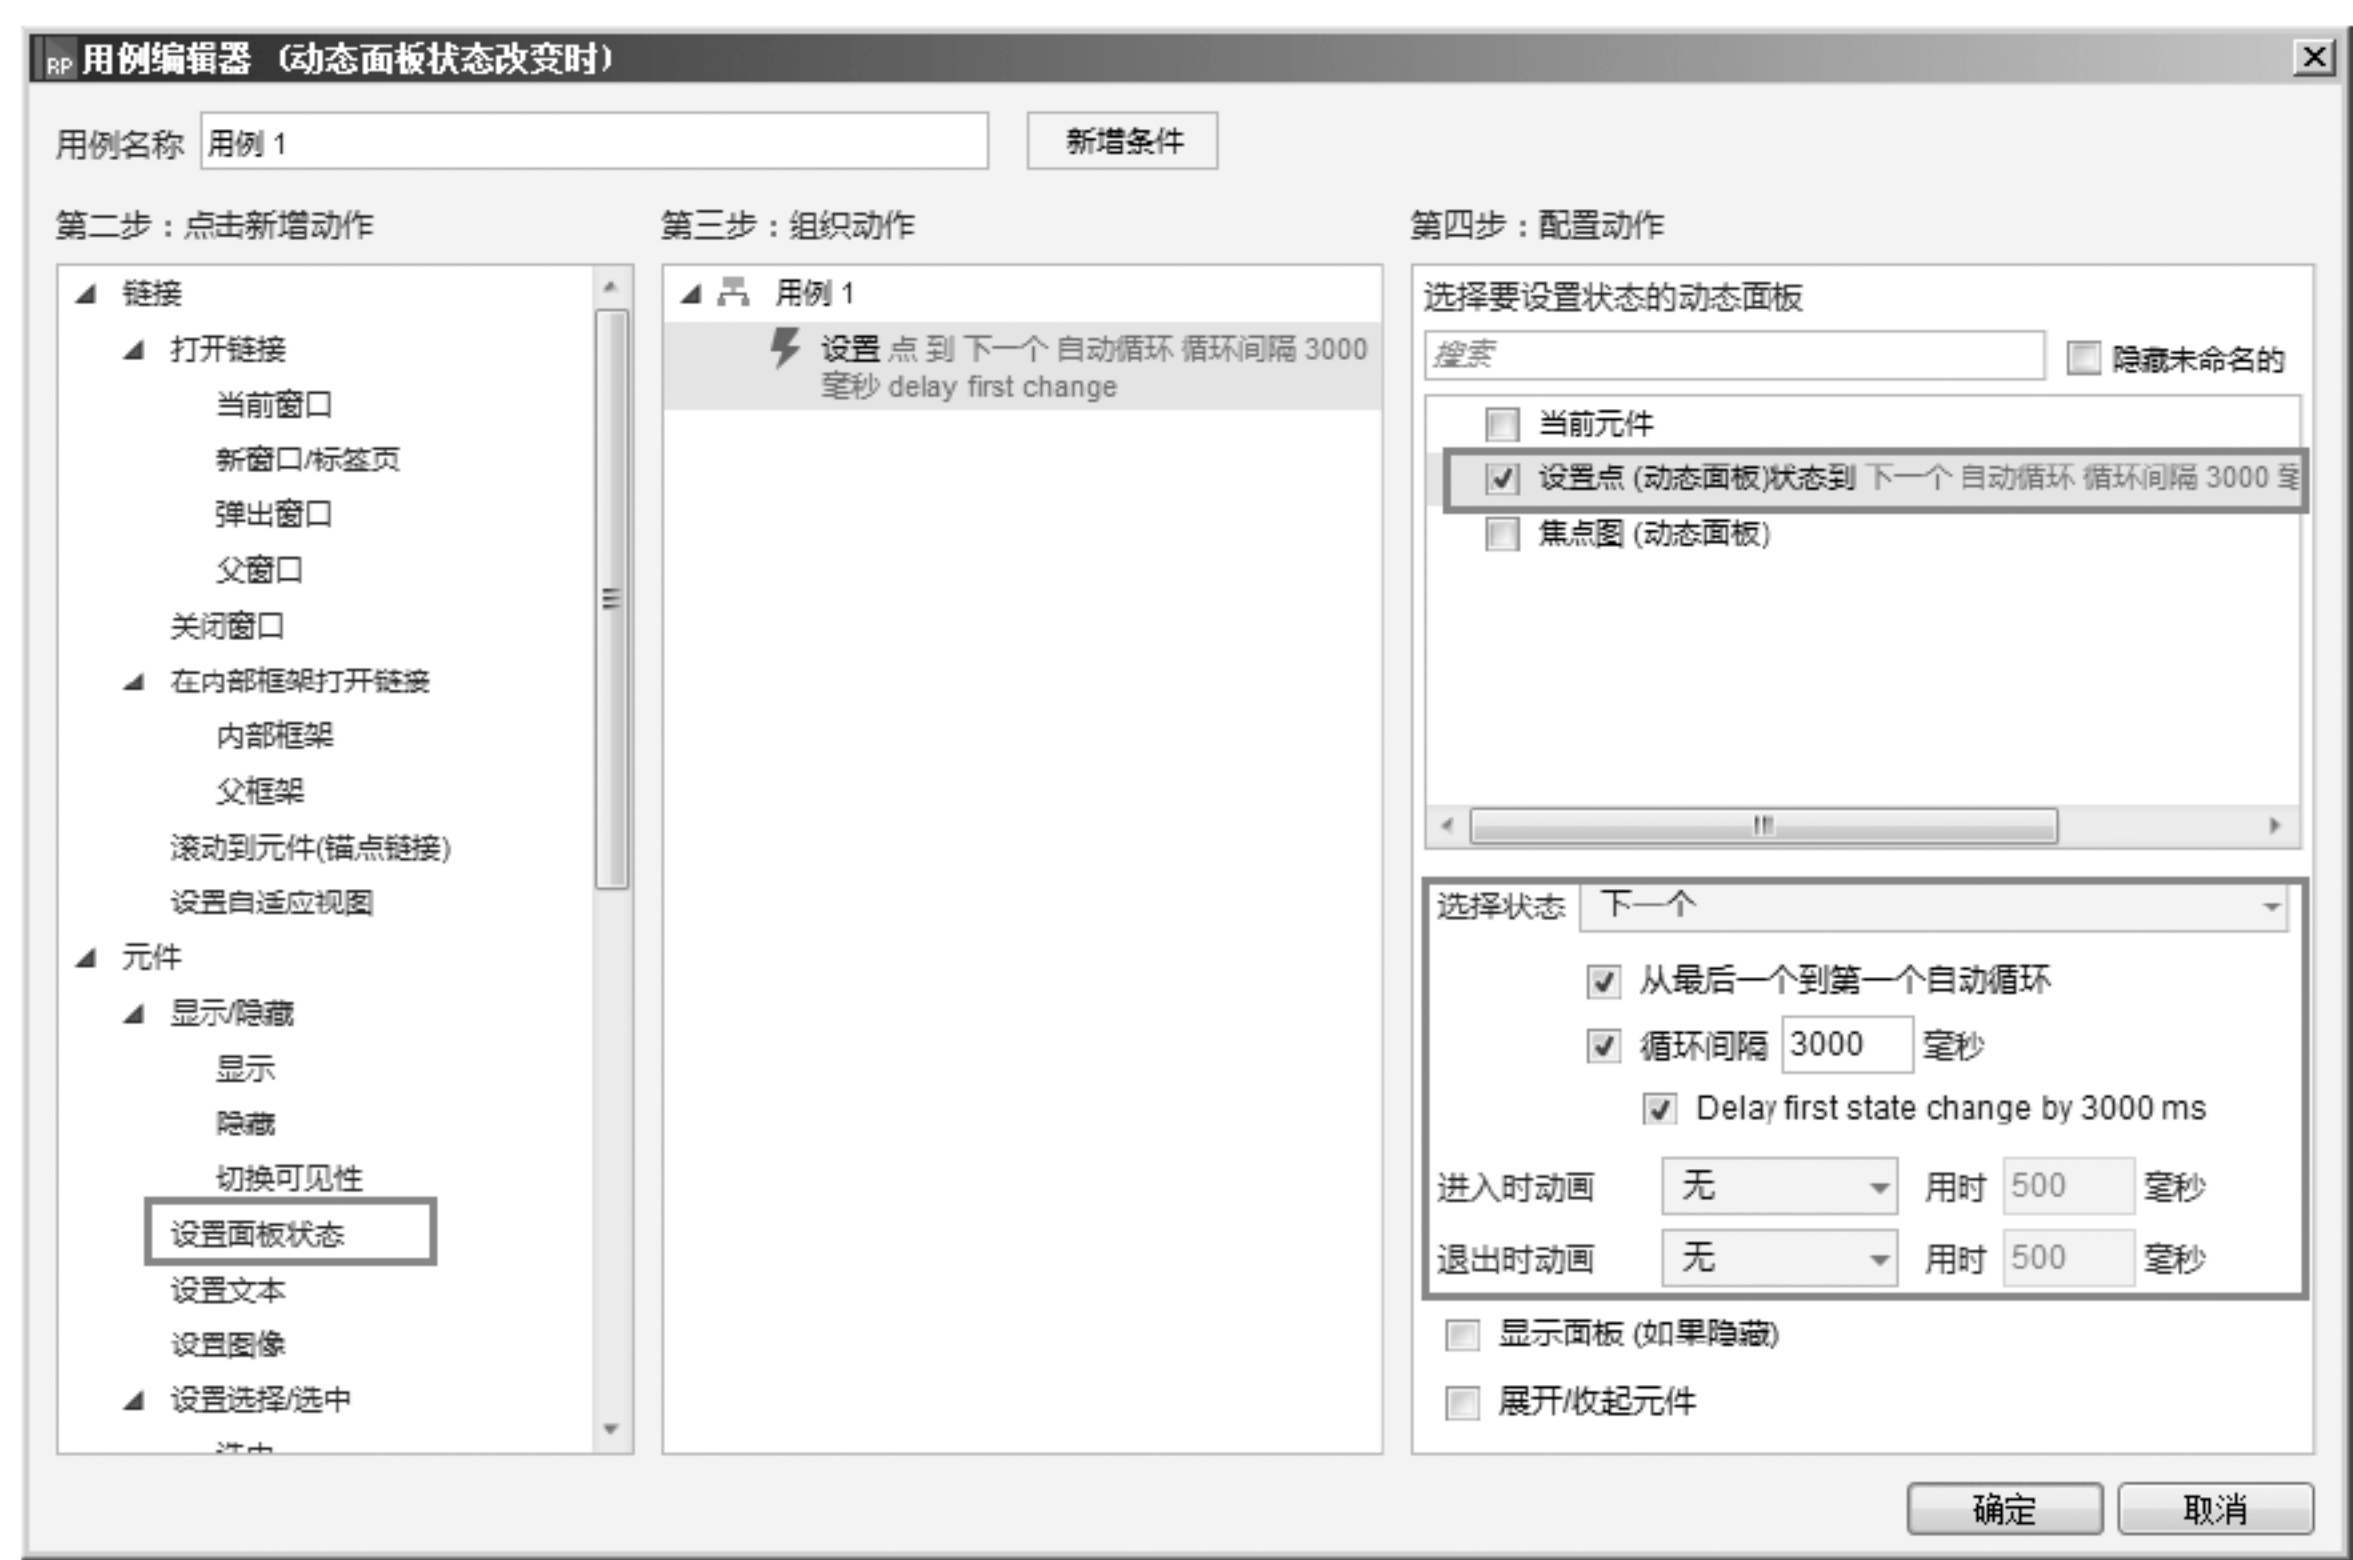 RP 用例编辑器 (动态面板状态改变时)
用例名称 用例 1 新增条件
第二步:点击新增动作
链接
打开链接
当前窗口
新窗口/标签页
弹出窗口
父窗口
关闭窗口
在内部框架打开链接
内部框架
父框架
滚动到元件(锚点链接)
设置自适应视图
元件
显示/隐藏
显示
隐藏
切换可见性
设置面板状态
设置文本
设置图像
设置选择/选中
第三步:组织动作
用例 1
设置 点 到 下一个 自动循环 循环间隔 3000
毫秒 delay first change
第四步:配置动作
选择要设置状态的动态面板
搜索 隐藏未命名的
当前元件
设置点 (动态面板)状态到 下一个 自动循环 循环间隔 3000 毫
焦点图 (动态面板)
选择状态 下一个
从最后一个到第一个自动循环
循环间隔 3000 毫秒
Delay first state change by 3000 ms
进入时动画 无 用时 500 毫秒
退出时动画 无 用时 500 毫秒
显示面板 (如果隐藏)
展开/收起元件
确定 取消